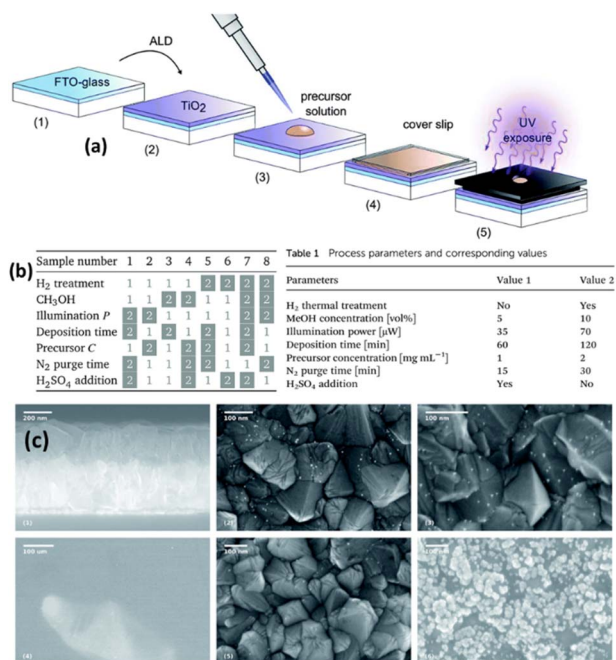 ALD
FTO-glass
TiO₂
precursor
solution
cover slip
UV
exposure
(1)
(a)
(2)
(3)
(4)
(5)
(b)
Sample number 1 2 3 4 5 6 7 8
H₂ treatment 1 1 1 1 2 2 2 2
CH₃OH 1 1 2 2 1 1 2 2
Illumination P 2 2 1 1 1 1 2 2
Deposition time 2 1 2 1 2 1 2 1
Precursor C 1 2 1 2 2 1 2 1
N₂ purge time 2 1 1 2 2 1 1 2
H₂SO₄ addition 2 1 1 2 1 2 2 1
Table 1 Process parameters and corresponding values
Parameters Value 1 Value 2
H₂ thermal treatment No Yes
MeOH concentration [vol%] 5 10
Illumination power [μW] 35 70
Deposition time [min] 60 120
Precursor concentration [mg mL⁻¹] 1 2
N₂ purge time [min] 15 30
H₂SO₄ addition Yes No
200 nm
(c)
(1)
100 nm
(2)
100 nm
(3)
100 um
(4)
100 nm
(5)
100 nm